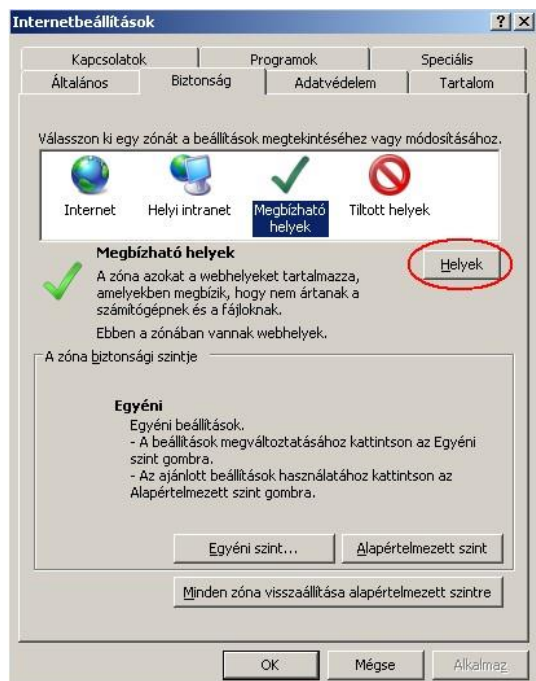 Internetbeállítások
Kapcsolatok Programok Speciális
Általános Biztonság Adatvédelem Tartalom
Válasszon ki egy zónát a beállítások megtekintéséhez vagy módosításához.
Internet Helyi intranet Megbízható helyek Tiltott helyek
Megbízható helyek
Helyek
A zóna azokat a webhelyeket tartalmazza,
amelyekben megbízik, hogy nem ártanak a
számítógépnek és a fájloknak.
Ebben a zónában vannak webhelyek.
A zóna biztonsági szintje
Egyéni
Egyéni beállítások.
- A beállítások megváltoztatásához kattintson az Egyéni
szint gombra.
- Az ajánlott beállítások használatához kattintson az
Alapértelmezett szint gombra.
Egyéni szint... Alapértelmezett szint
Minden zóna visszaállítása alapértelmezett szintre
OK Mégse Alkalmaz